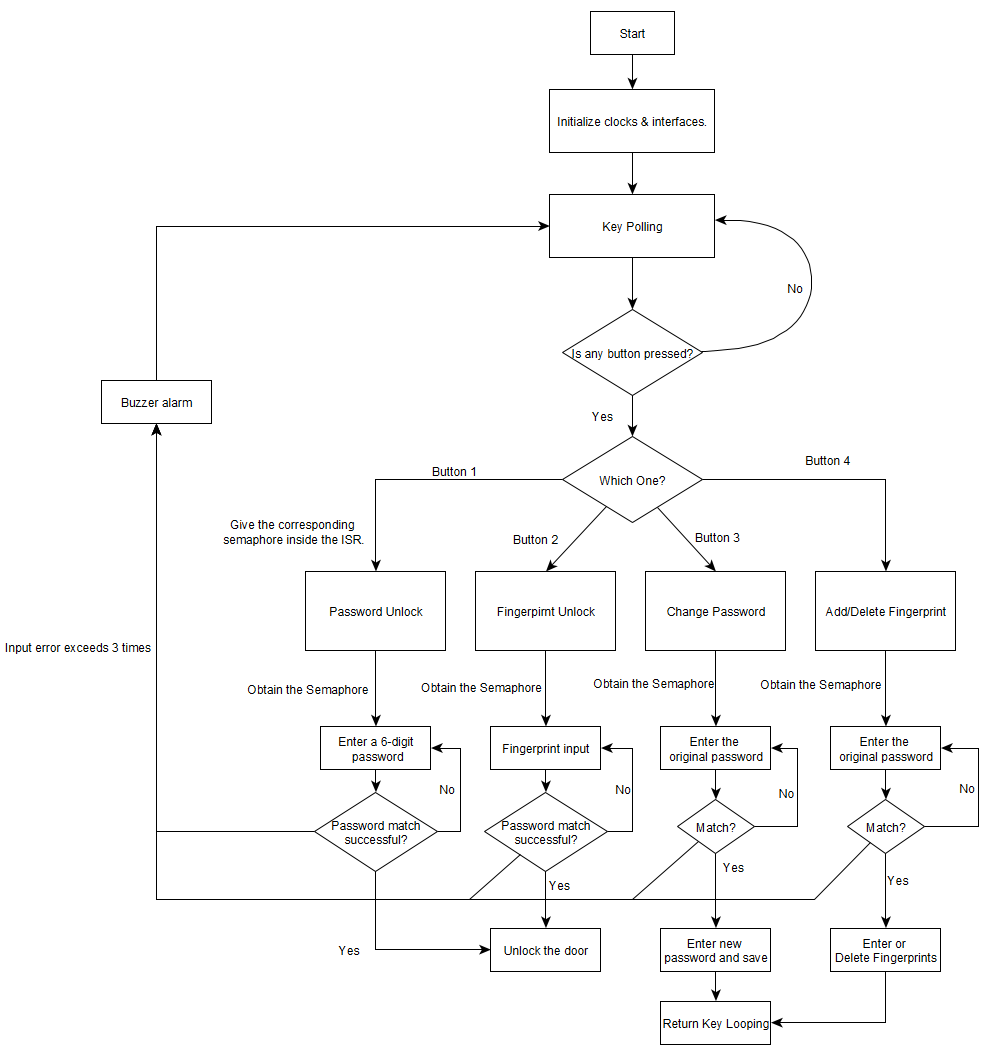 Start
Initialize clocks & interfaces.
Key Polling
No
Is any button pressed?
Buzzer alarm
Yes
Button 1
Which One?
Button 4
Give the corresponding
semaphore inside the ISR.
Button 2
Button 3
Password Unlock
Fingerpimt Unlock
Change Password
Add/Delete Fingerprint
Input error exceeds 3 times
Obtain the Semaphore
Obtain the Semaphore
Obtain the Semaphore
Obtain the Semaphore
Enter a 6-digit
password
Fingerprint input
Enter the
original password
Enter the
original password
No
No
No
No
Password match
successful?
Password match
successful?
Match?
Match?
Yes
Yes
Yes
Yes
Unlock the door
Enter new
password and save
Enter or
Delete Fingerprints
Return Key Looping